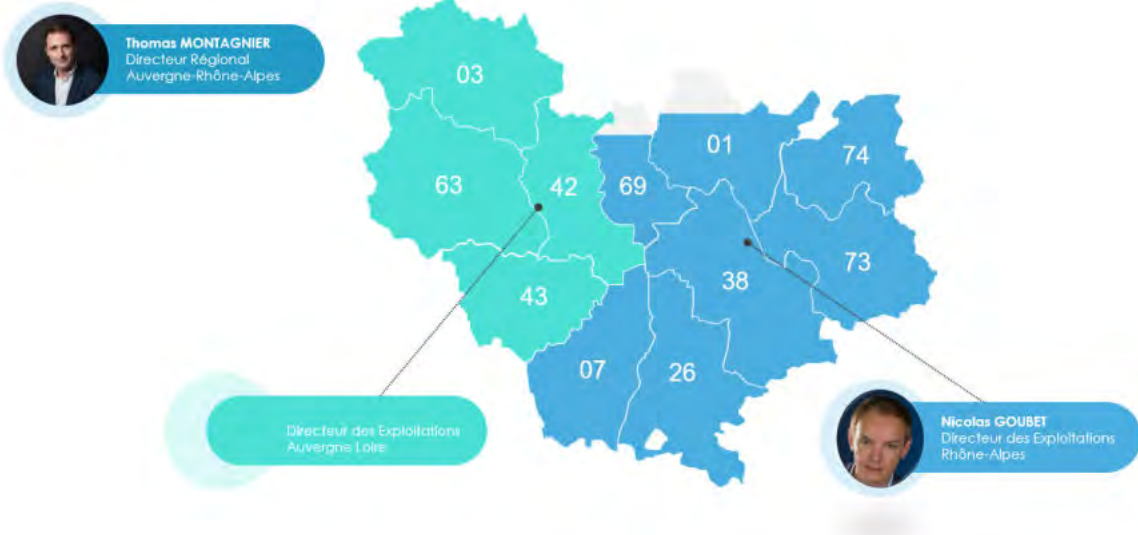 Thomas MONTAGNIER
Directeur Régional
Auvergne-Rhône-Alpes
03
01
74
63
42
69
73
38
43
07
26
Directeur des Exploitations
Auvergne Loire
Nicolas GOUBET
Directeur des Exploitations
Rhône-Alpes